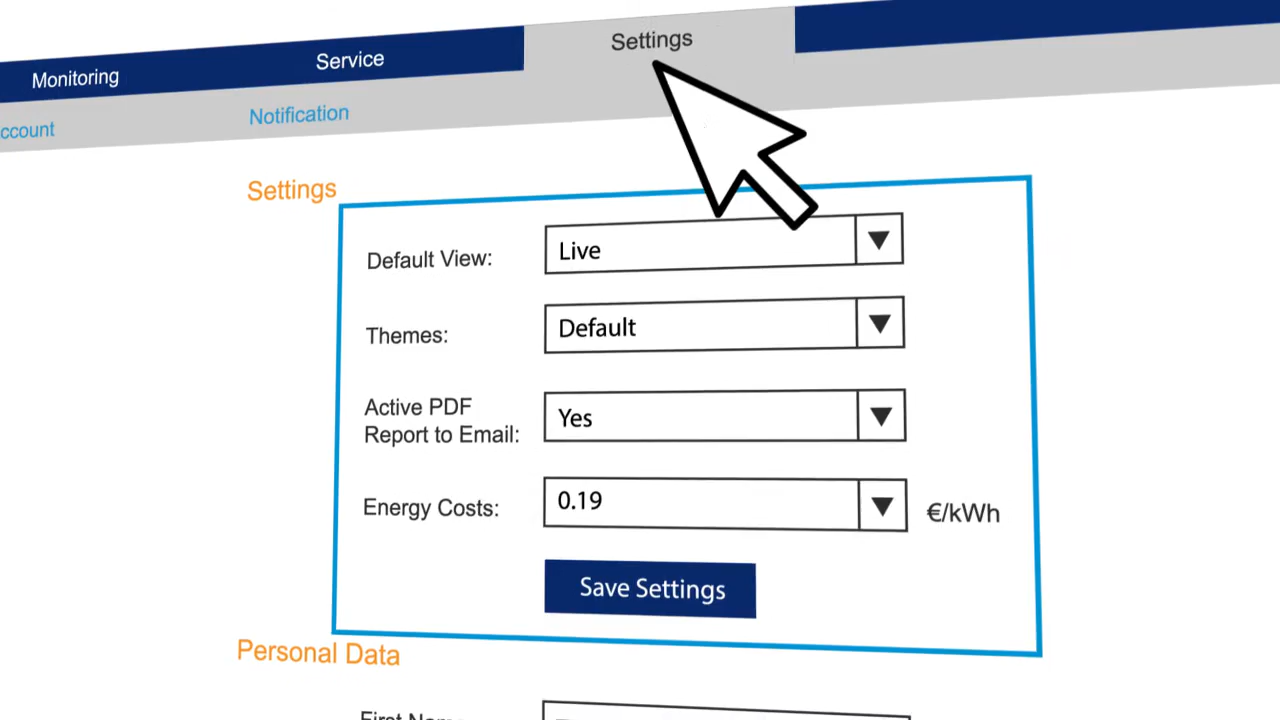 Monitoring
Service
Settings
ccount
Notification
Settings
Default View:
Live
Themes:
Default
Active PDF
Report to Email:
Yes
Energy Costs:
0.19
€/kWh
Save Settings
Personal Data